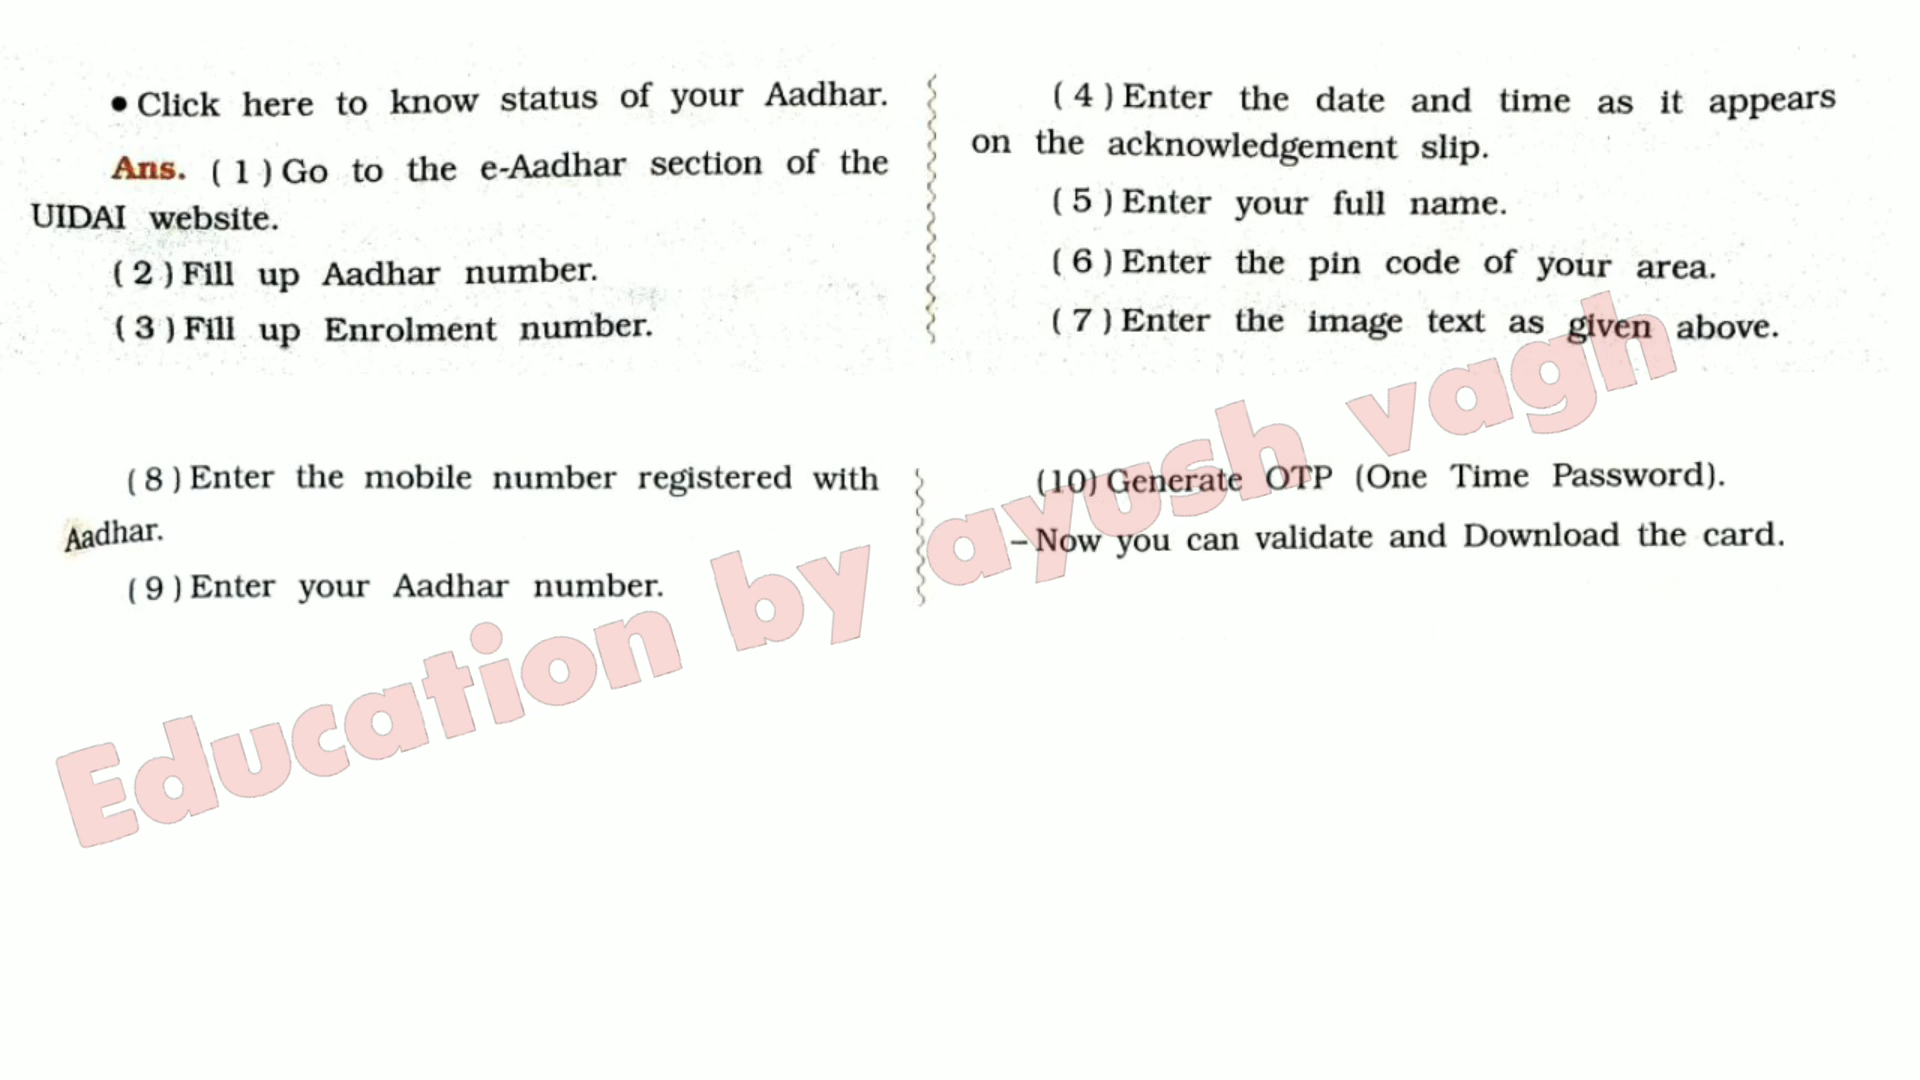 • Click here to know status of your Aadhar.
Ans. ( 1 ) Go to the e-Aadhar section of the
UIDAI website.
( 2 ) Fill up Aadhar number.
( 3 ) Fill up Enrolment number.
( 4 ) Enter the date and time as it appears
on the acknowledgement slip.
( 5 ) Enter your full name.
( 6 ) Enter the pin code of your area.
( 7 ) Enter the image text as given above.
( 8 ) Enter the mobile number registered with
Aadhar.
( 9 ) Enter your Aadhar number.
(10) Generate OTP (One Time Password).
– Now you can validate and Download the card.
Education by ayush vagh